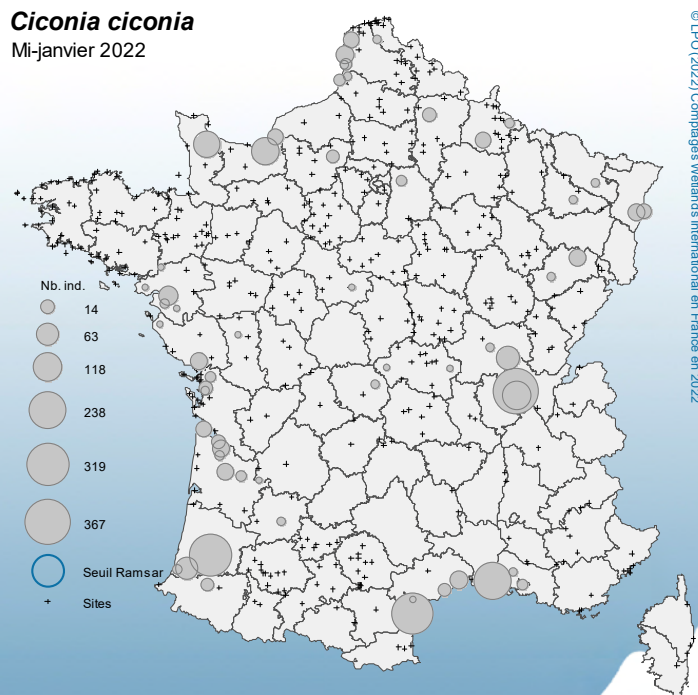 Ciconia ciconia
Mi-janvier 2022
© LPO (2022) Comptages Wetlands International en France en 2022
Nb. ind.
14
63
118
238
319
367
Seuil Ramsar
Sites